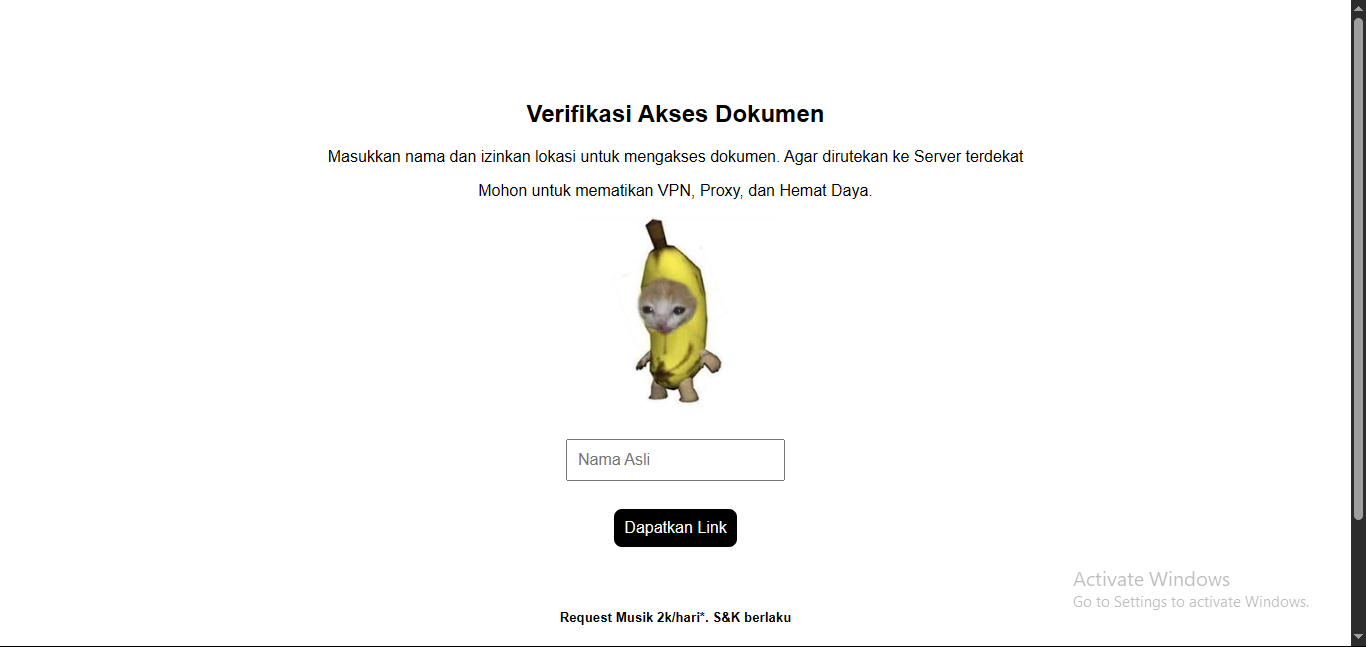 Verifikasi Akses Dokumen
Masukkan nama dan izinkan lokasi untuk mengakses dokumen. Agar dirutekan ke Server terdekat
Mohon untuk mematikan VPN, Proxy, dan Hemat Daya.
Nama Asli
Dapatkan Link
Activate Windows
Go to Settings to activate Windows.
Request Musik 2k/hari*. S&K berlaku